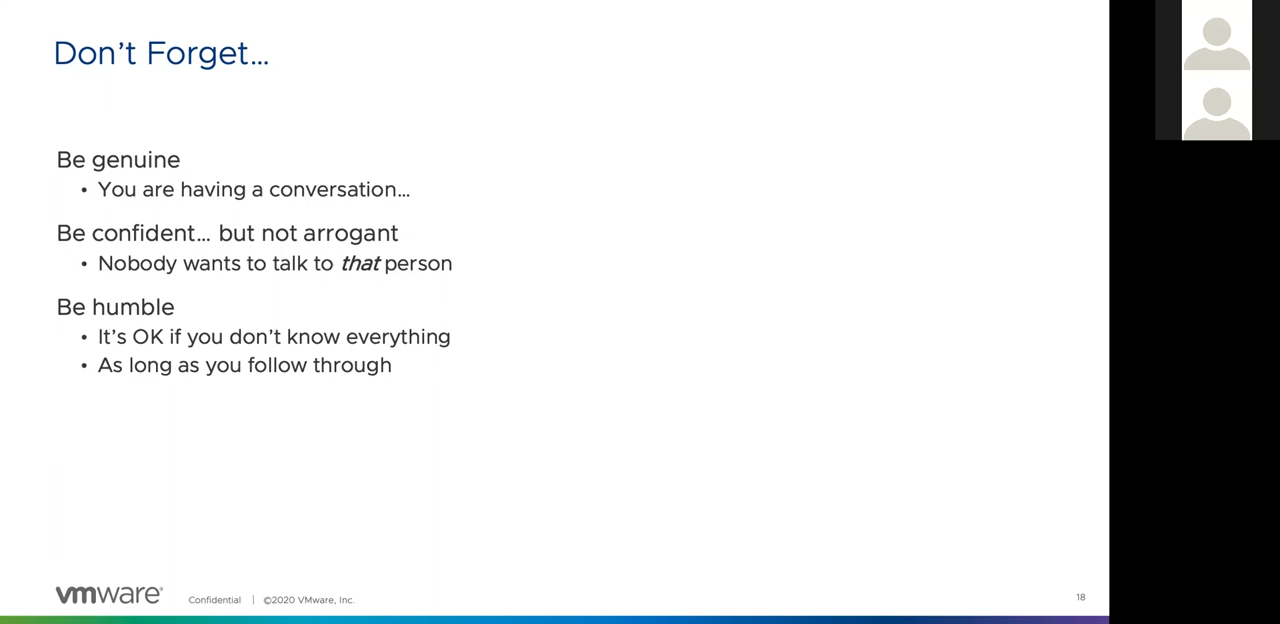 Don’t Forget…
Be genuine
• You are having a conversation…
Be confident… but not arrogant
• Nobody wants to talk to that person
Be humble
• It’s OK if you don’t know everything
• As long as you follow through
vmware® Confidential | ©2020 VMware, Inc. 18